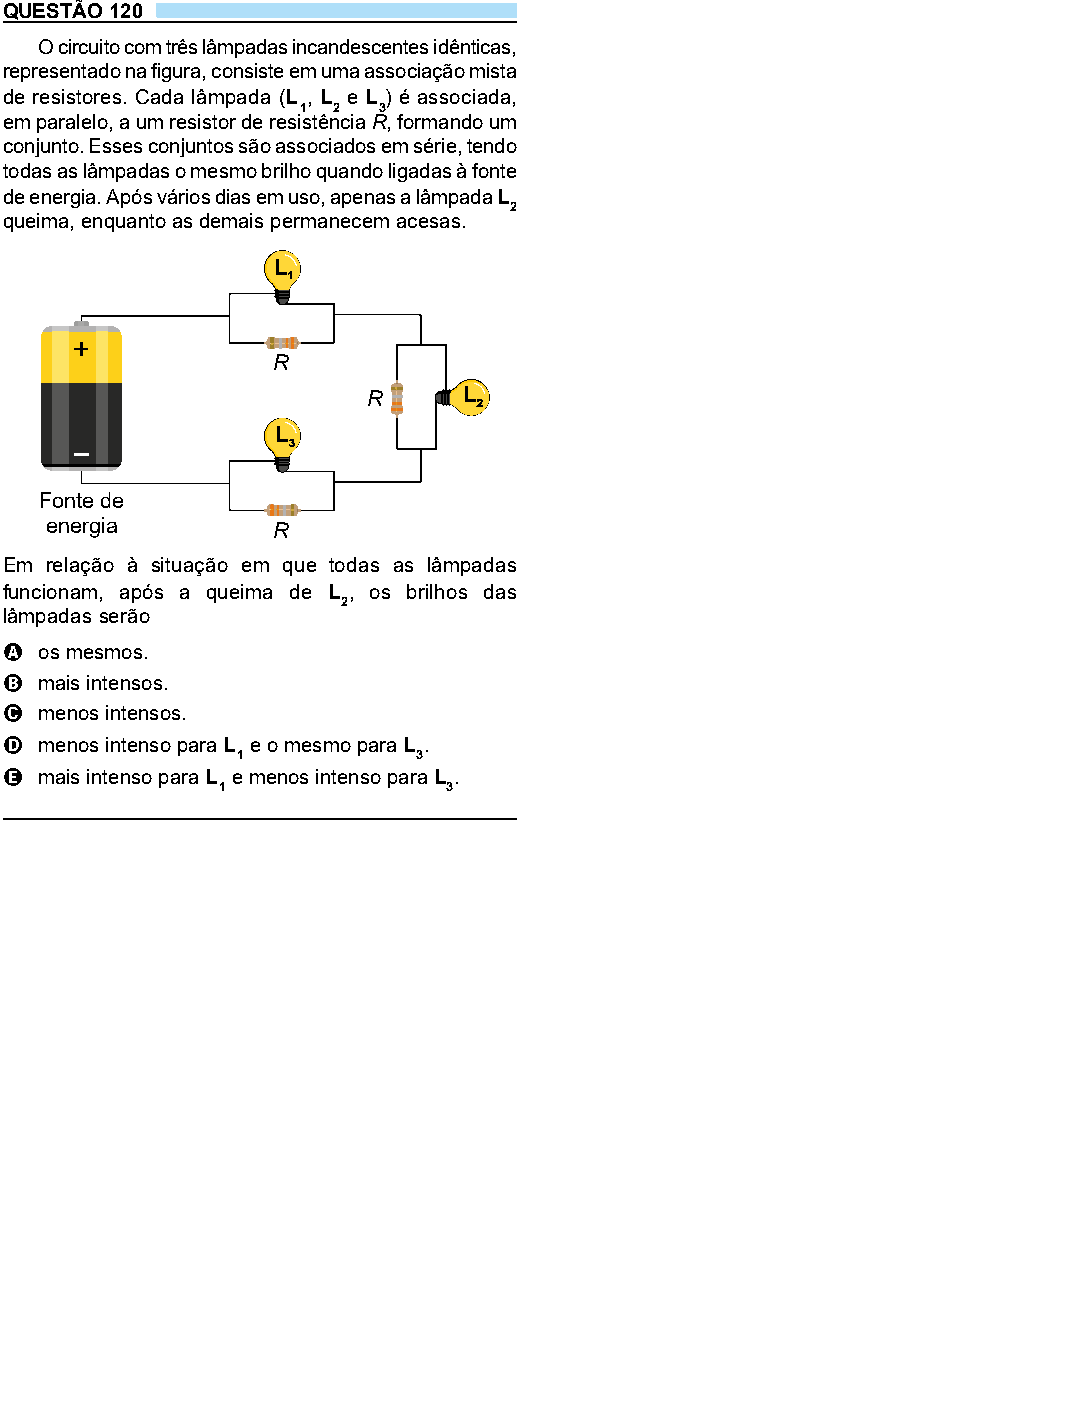 QUESTÃO 120
O circuito com três lâmpadas incandescentes idênticas,
representado na figura, consiste em uma associação mista
de resistores. Cada lâmpada (L1, L2 e L3) é associada,
em paralelo, a um resistor de resistência R, formando um
conjunto. Esses conjuntos são associados em série, tendo
todas as lâmpadas o mesmo brilho quando ligadas à fonte
de energia. Após vários dias em uso, apenas a lâmpada L2
queima, enquanto as demais permanecem acesas.
L1
+
R
R
L2
L3
–
Fonte de
energia
R
Em relação à situação em que todas as lâmpadas
funcionam, após a queima de L2, os brilhos das
lâmpadas serão
A os mesmos.
B mais intensos.
C menos intensos.
D menos intenso para L1 e o mesmo para L3.
E mais intenso para L1 e menos intenso para L3.